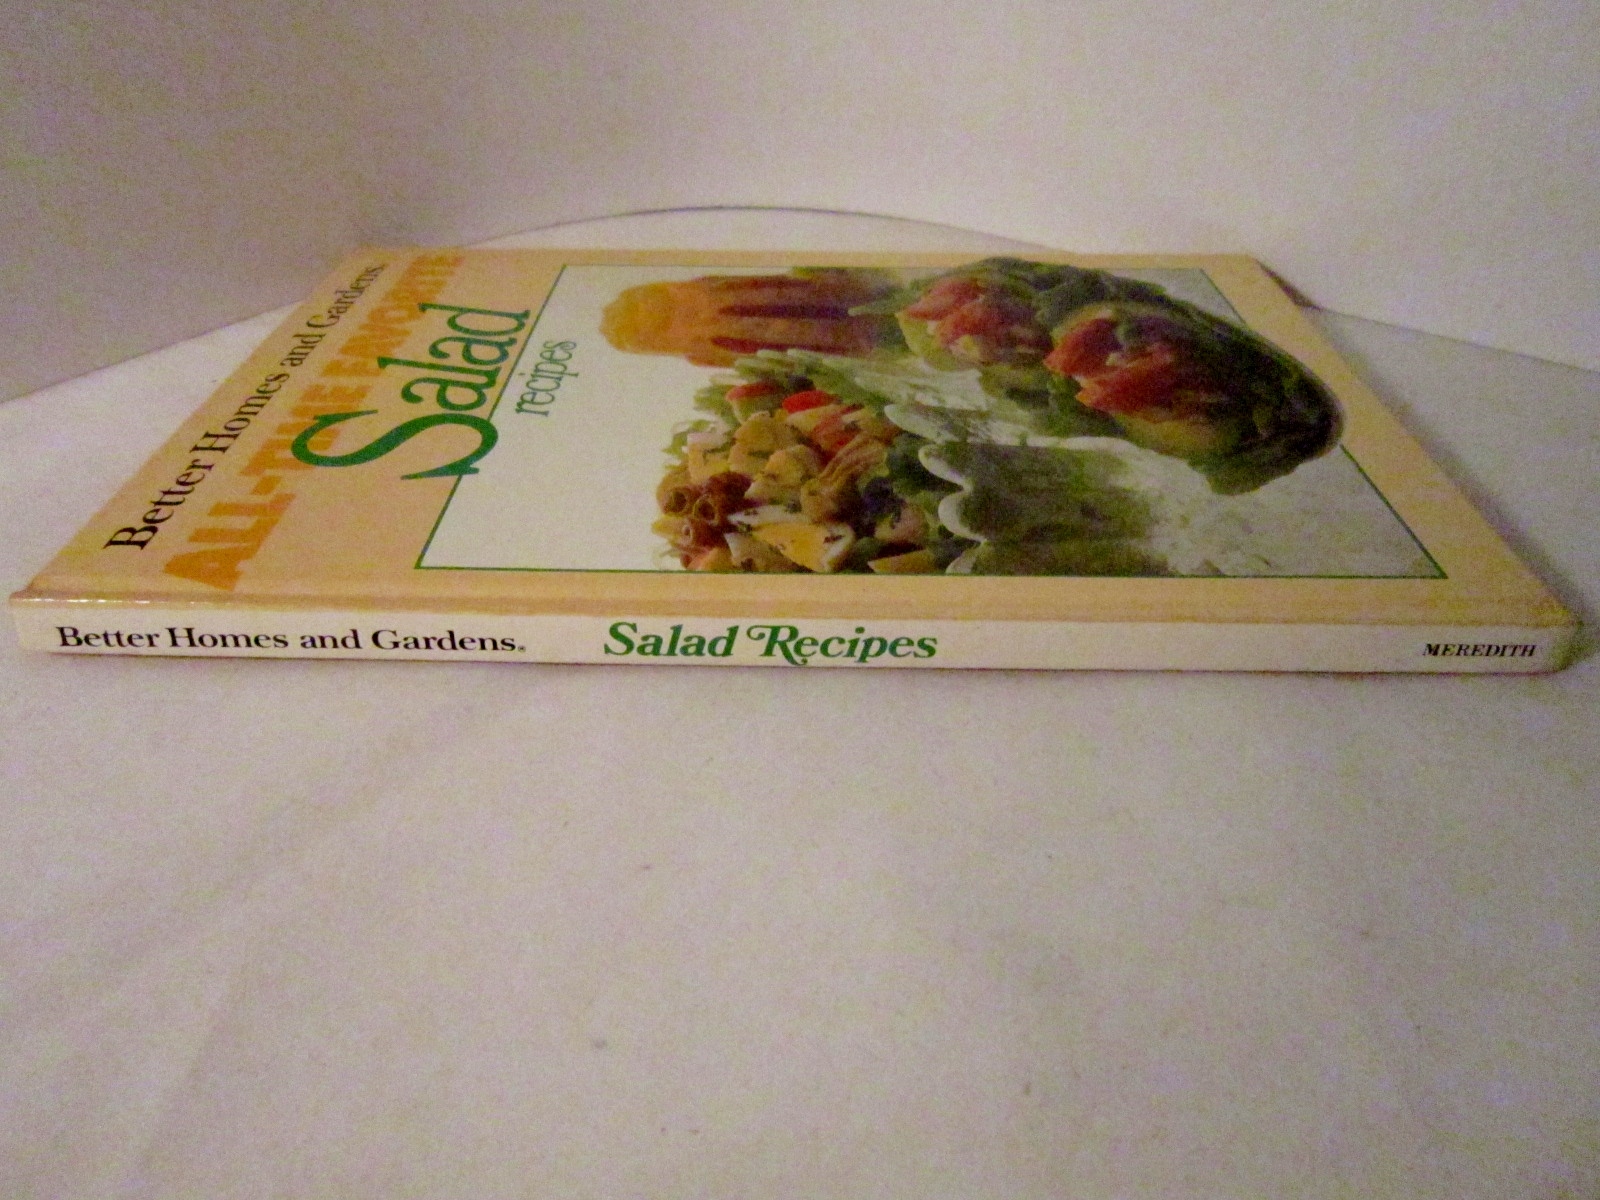 Better Homes and Gardens
ALL-TIME FAVORITE
Salad
recipes
Better Homes and Gardens® Salad Recipes MEREDITH